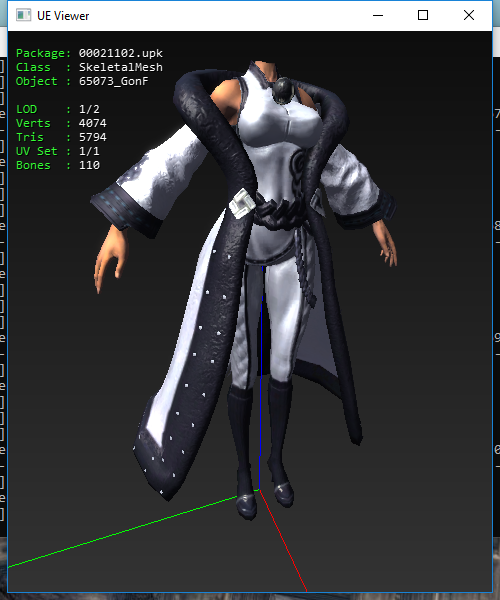 UE Viewer
Package: 00021102.upk
Class : SkeletalMesh
Object : 65073_GonF
LOD : 1/2
Verts : 4074
Tris : 5794
UV Set : 1/1
Bones : 110